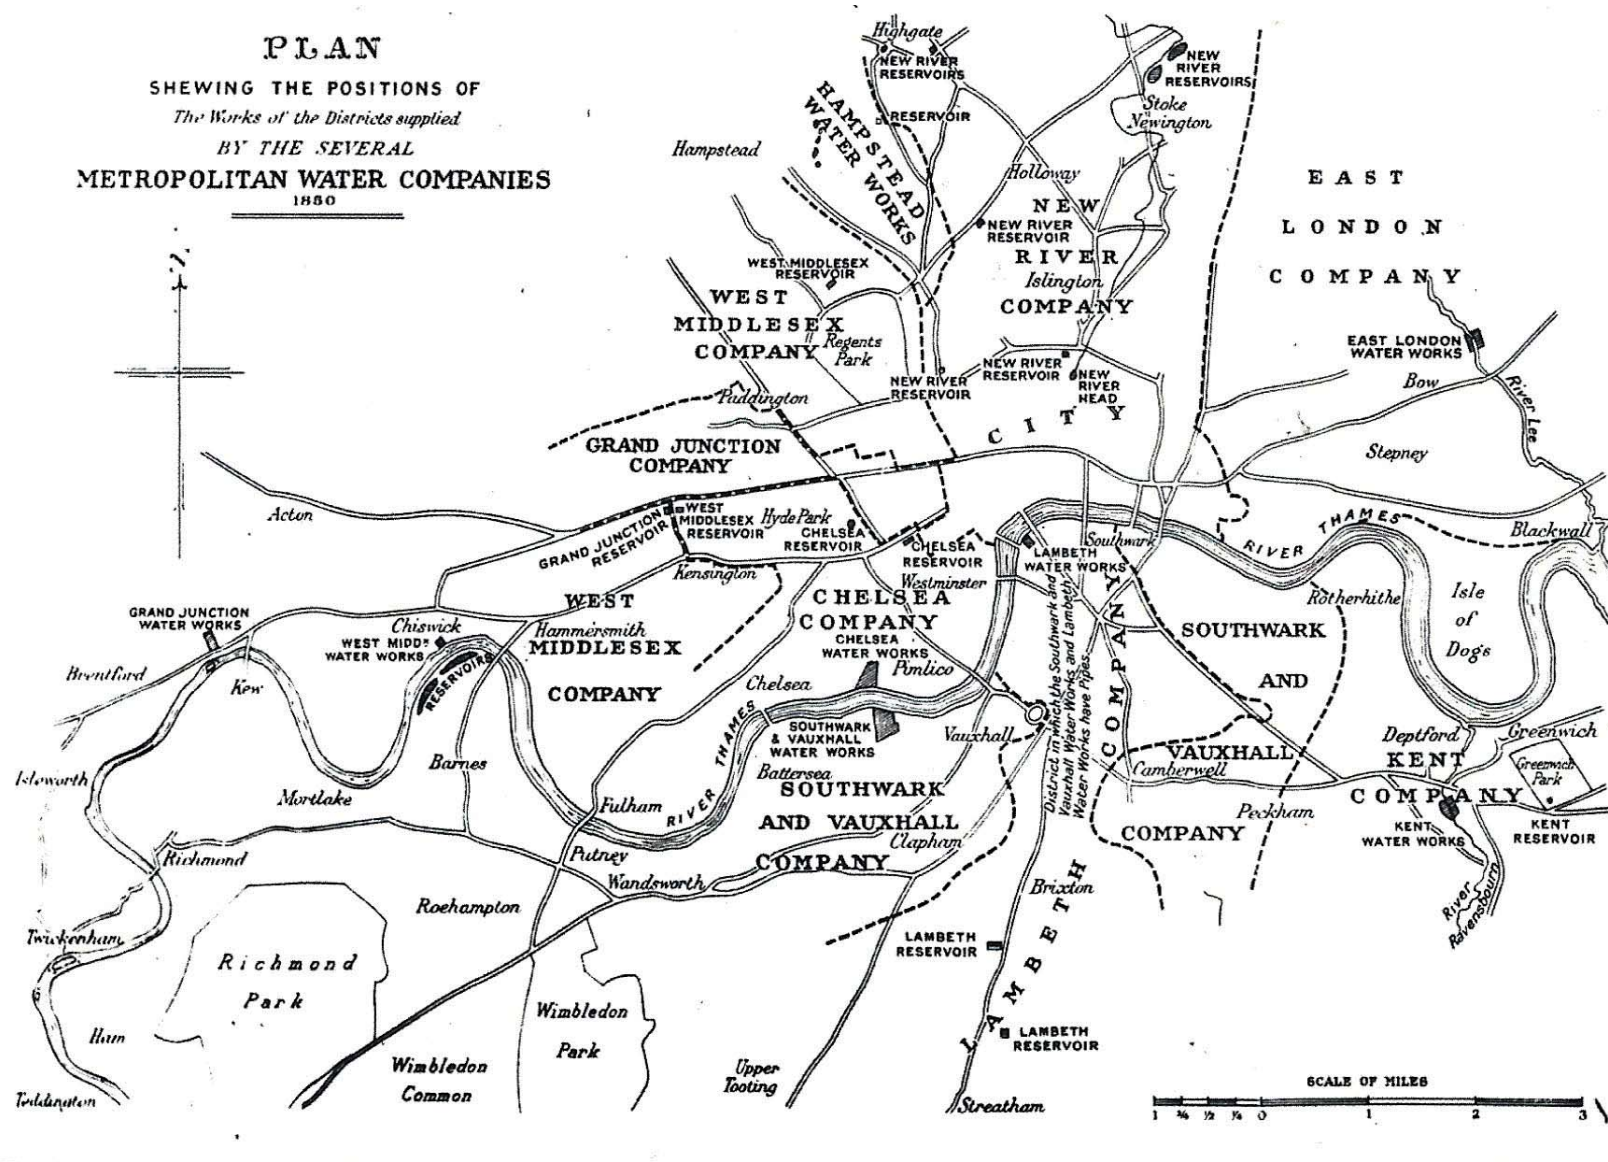 PLAN
SHEWING THE POSITIONS OF
The Works of the Districts supplied
BY THE SEVERAL
METROPOLITAN WATER COMPANIES
1850
Highgate
NEW RIVER
RESERVOIRS
NEW
RIVER
RESERVOIRS
RESERVOIR
Stoke
Newington
HAMPSTEAD
WATER WORKS
Hampstead
Holloway
EAST
LONDON
COMPANY
NEW
RIVER
COMPANY
NEW RIVER
RESERVOIR
Islington
WEST MIDDLESEX
RESERVOIR
WEST
MIDDLESEX
COMPANY
Regents
Park
EAST LONDON
WATER WORKS
Bow
River Lee
NEW RIVER
RESERVOIR
NEW RIVER
RESERVOIR
NEW
RIVER
HEAD
Paddington
CITY
GRAND JUNCTION
COMPANY
Stepney
Acton
GRAND JUNCTION
RESERVOIR
WEST
MIDDLESEX
RESERVOIR
Hyde Park
CHELSEA
RESERVOIR
CHELSEA
RESERVOIR
Southwark
LAMBETH
WATER WORKS
RIVER THAMES
Blackwall
Kensington
Westminster
Rotherhithe
Isle
of
Dogs
GRAND JUNCTION
WATER WORKS
Chiswick
WEST MIDDX
WATER WORKS
RESERVOIRS
Hammersmith
WEST
MIDDLESEX
COMPANY
CHELSEA
COMPANY
CHELSEA
WATER WORKS
Pimlico
Brentford
Kew
Chelsea
SOUTHWARK
& VAUXHALL
WATER WORKS
Vauxhall
District in which the Southwark and
Vauxhall Water Works and Lambeth
Water Works have Pipes
SOUTHWARK
AND
VAUXHALL
COMPANY
Deptford
Greenwich
Greenwich
Park
KENT
COMPANY
KENT
WATER WORKS
KENT
RESERVOIR
River
Ravensbourn
Isleworth
Barnes
Mortlake
Fulham
RIVER THAMES
Battersea
SOUTHWARK
AND VAUXHALL
COMPANY
Clapham
Camberwell
Peckham
Richmond
Putney
Wandsworth
Roehampton
Brixton
LAMBETH COMPANY
LAMBETH
RESERVOIR
LAMBETH
RESERVOIR
Twickenham
Richmond
Park
Ham
Teddington
Wimbledon
Park
Wimbledon
Common
Upper
Tooting
Streatham
SCALE OF MILES
1 ¾ ½ ¼ 0 1 2 3